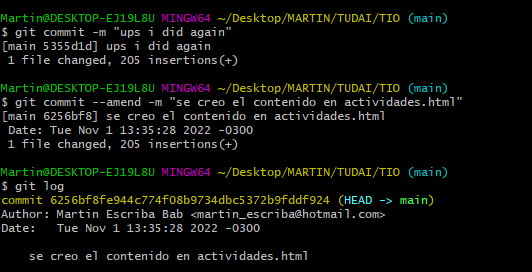 Martin@DESKTOP-EJ19L8U MINGW64 ~/Desktop/MARTIN/TUDAI/TIO (main)
$ git commit -m "ups i did again"
[main 5355d1d] ups i did again
 1 file changed, 205 insertions(+)

Martin@DESKTOP-EJ19L8U MINGW64 ~/Desktop/MARTIN/TUDAI/TIO (main)
$ git commit --amend -m "se creo el contenido en actividades.html"
[main 6256bf8] se creo el contenido en actividades.html
 Date: Tue Nov 1 13:35:28 2022 -0300
 1 file changed, 205 insertions(+)

Martin@DESKTOP-EJ19L8U MINGW64 ~/Desktop/MARTIN/TUDAI/TIO (main)
$ git log
commit 6256bf8fe944c774f08b9734dbc5372b9fddf924 (HEAD -> main)
Author: Martin Escriba Bab <martin_escriba@hotmail.com>
Date:   Tue Nov 1 13:35:28 2022 -0300

    se creo el contenido en actividades.html